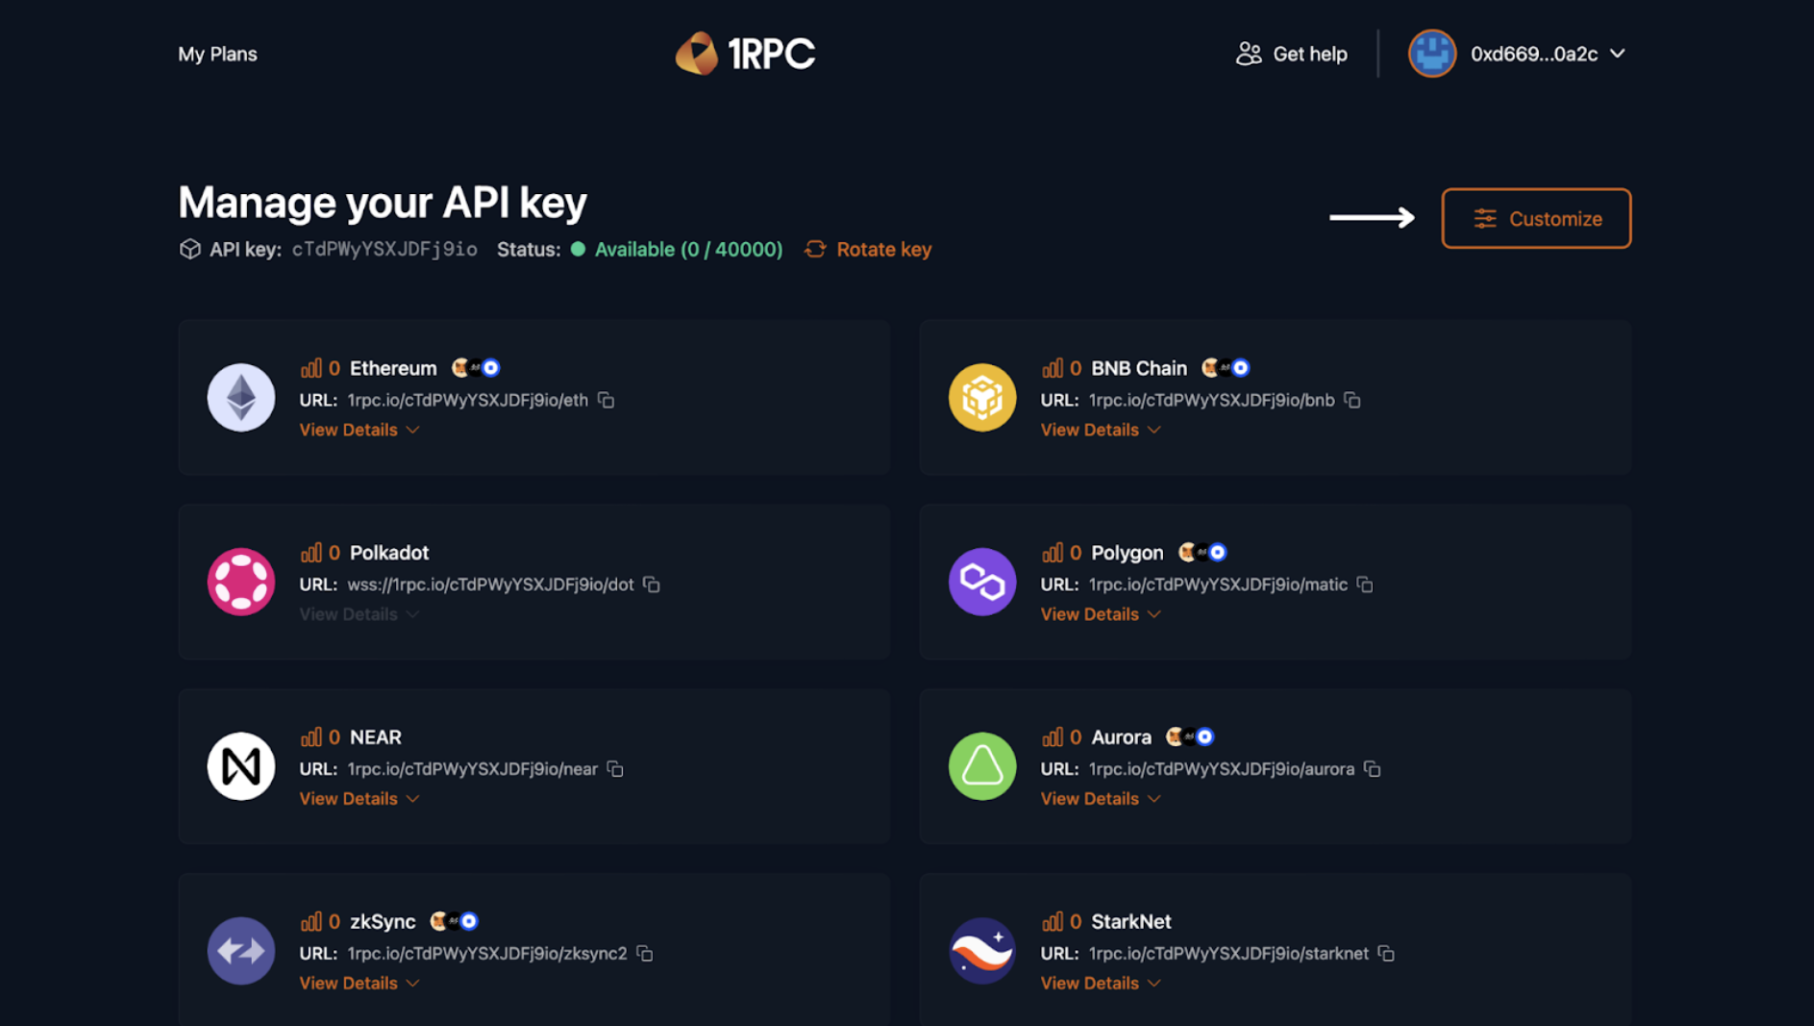 My Plans
1RPC
Get help
0xd669...0a2c
Manage your API key
Customize
API key: cTdPWyYSXJDFj9io Status: Available (0 / 40000) Rotate key
0 Ethereum
URL: 1rpc.io/cTdPWyYSXJDFj9io/eth
View Details
0 BNB Chain
URL: 1rpc.io/cTdPWyYSXJDFj9io/bnb
View Details
0 Polkadot
URL: wss://1rpc.io/cTdPWyYSXJDFj9io/dot
View Details
0 Polygon
URL: 1rpc.io/cTdPWyYSXJDFj9io/matic
View Details
0 NEAR
URL: 1rpc.io/cTdPWyYSXJDFj9io/near
View Details
0 Aurora
URL: 1rpc.io/cTdPWyYSXJDFj9io/aurora
View Details
0 zkSync
URL: 1rpc.io/cTdPWyYSXJDFj9io/zksync2
View Details
0 StarkNet
URL: 1rpc.io/cTdPWyYSXJDFj9io/starknet
View Details